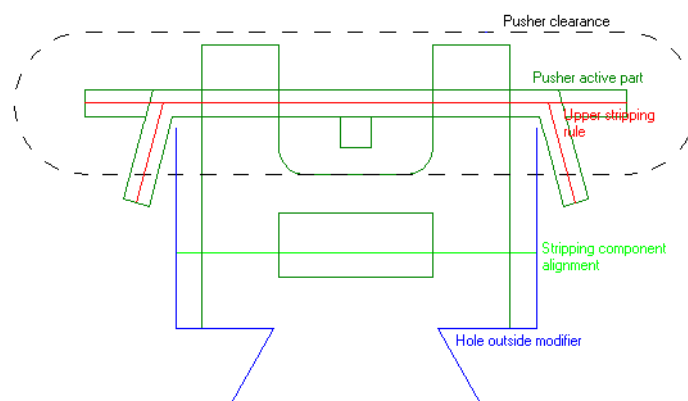 Pusher clearance
Pusher active part
Upper stripping
rule
Stripping component
alignment
Hole outside modifier